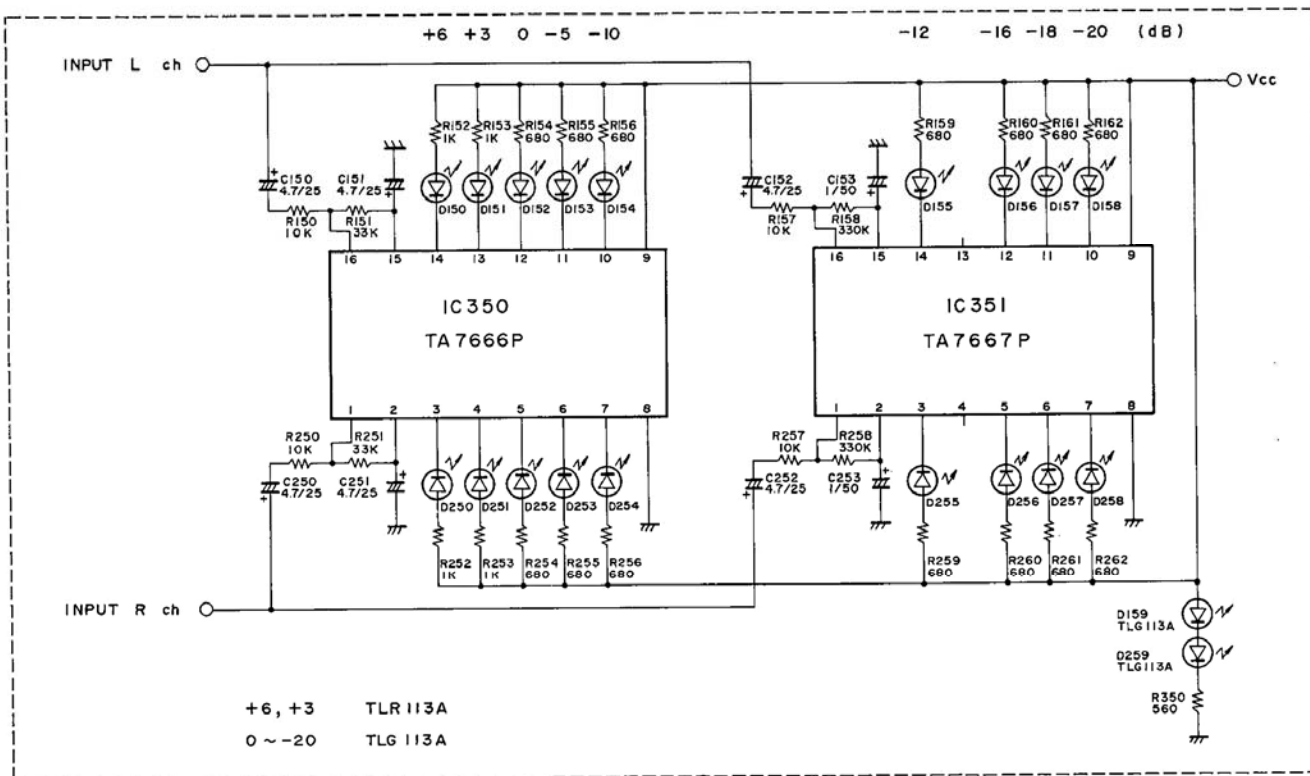 +6 +3 0 -5 -10 -12 -16 -18 -20 (dB)
INPUT L ch
Vcc
R152 1K
R153 1K
R154 680
R155 680
R156 680
R159 680
R160 680
R161 680
R162 680
C150 4.7/25
C151 4.7/25
C152 4.7/25
C153 1/50
D150 D151 D152 D153 D154
D155 D156 D157 D158
R150 10K
R151 33K
R157 10K
R158 330K
16 15 14 13 12 11 10 9
16 15 14 13 12 11 10 9
IC350
TA7666P
IC351
TA7667P
1 2 3 4 5 6 7 8
1 2 3 4 5 6 7 8
R250 10K
R251 33K
R257 10K
R258 330K
C250 4.7/25
C251 4.7/25
C252 4.7/25
C253 1/50
D250 D251 D252 D253 D254
D255 D256 D257 D258
R252 1K
R253 1K
R254 680
R255 680
R256 680
R259 680
R260 680
R261 680
R262 680
INPUT R ch
D159
TLG113A
D259
TLG113A
R350
560
+6, +3 TLR 113A
0 ~ -20 TLG 113A